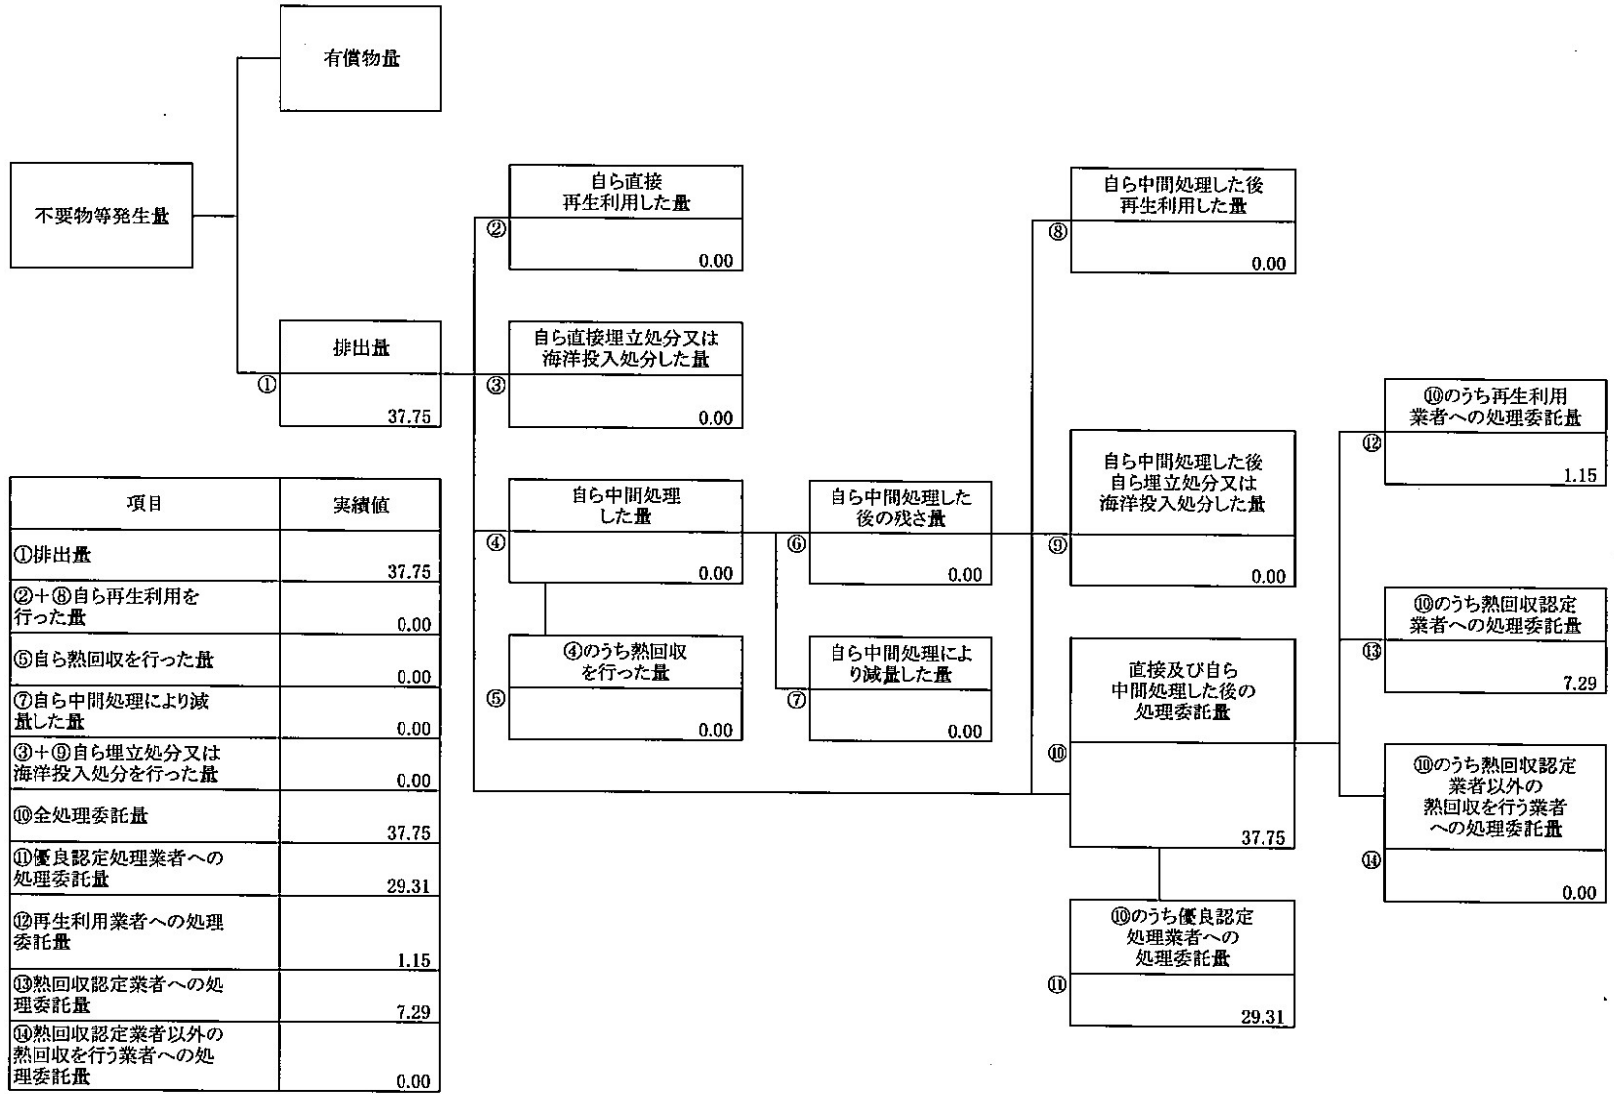 有償物量
不要物等発生量
排出量
①
37.75
自ら直接
再生利用した量
②
0.00
自ら直接埋立処分又は
海洋投入処分した量
③
0.00
自ら中間処理
した量
④
0.00
④のうち熱回収
を行った量
⑤
0.00
自ら中間処理した
後の残さ量
⑥
0.00
自ら中間処理によ
り減量した量
⑦
0.00
自ら中間処理した後
再生利用した量
⑧
0.00
自ら中間処理した後
自ら埋立処分又は
海洋投入処分した量
⑨
0.00
直接及び自ら
中間処理した後の
処理委託量
⑩
37.75
⑩のうち優良認定
処理業者への
処理委託量
⑪
29.31
⑩のうち再生利用
業者への処理委託量
⑫
1.15
⑩のうち熱回収認定
業者への処理委託量
⑬
7.29
⑩のうち熱回収認定
業者以外の
熱回収を行う業者
への処理委託量
⑭
0.00
項目 実績値
①排出量
37.75
②+⑧自ら再生利用を
行った量
0.00
⑤自ら熱回収を行った量
0.00
⑦自ら中間処理により減
量した量
0.00
③+⑨自ら埋立処分又は
海洋投入処分を行った量
0.00
⑩全処理委託量
37.75
⑪優良認定処理業者への
処理委託量
29.31
⑫再生利用業者への処理
委託量
1.15
⑬熱回収認定業者への処
理委託量
7.29
⑭熱回収認定業者以外の
熱回収を行う業者への処
理委託量
0.00